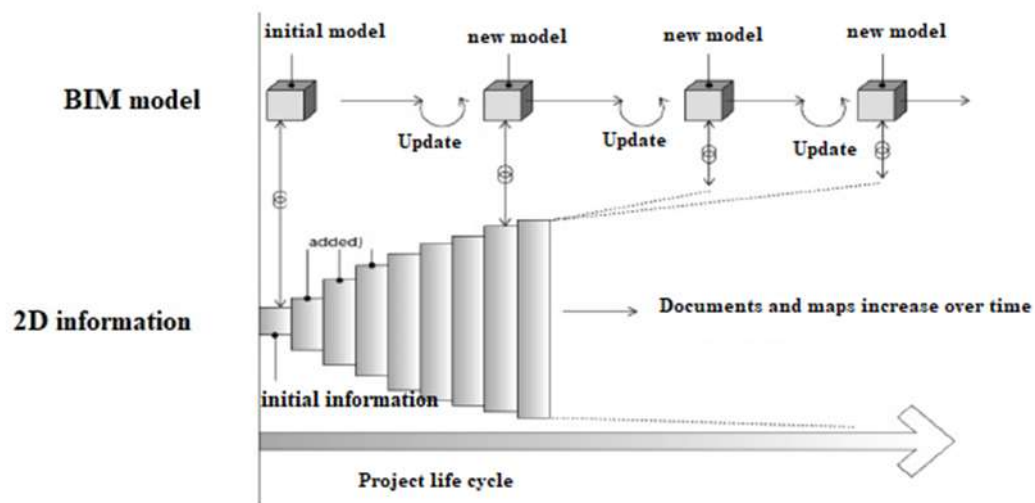 initial model
new model
new model
new model
BIM model
Update
Update
Update
added)
2D information
Documents and maps increase over time
initial information
Project life cycle